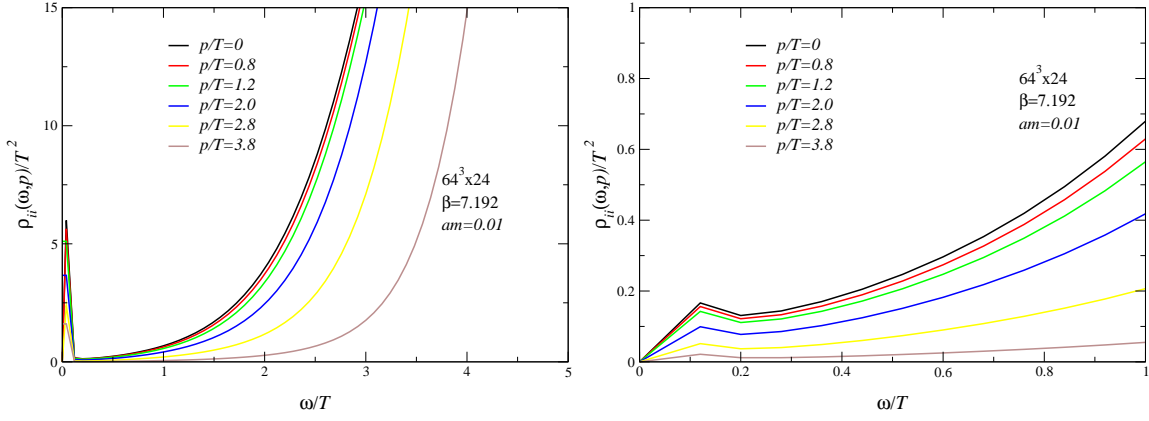 15
10
5
0
0
1
2
3
4
5
ρii(ω,p)/T²
ω/T
p/T=0
p/T=0.8
p/T=1.2
p/T=2.0
p/T=2.8
p/T=3.8
64³x24
β=7.192
am=0.01
1
0.8
0.6
0.4
0.2
0
0
0.2
0.4
0.6
0.8
1
ρii(ω,p)/T²
ω/T
p/T=0
p/T=0.8
p/T=1.2
p/T=2.0
p/T=2.8
p/T=3.8
64³x24
β=7.192
am=0.01